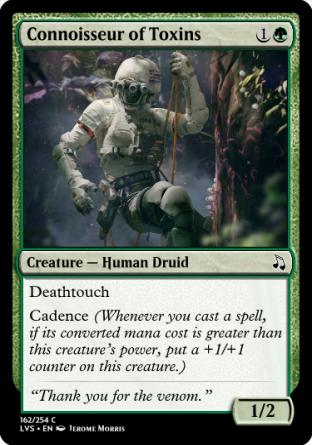 Connoisseur of Toxins 1
Creature — Human Druid
Deathtouch
Cadence (Whenever you cast a spell,
if its converted mana cost is greater than
this creature's power, put a +1/+1
counter on this creature.)
"Thank you for the venom."
1/2
162/254 C
LVS • EN Jerome Morris